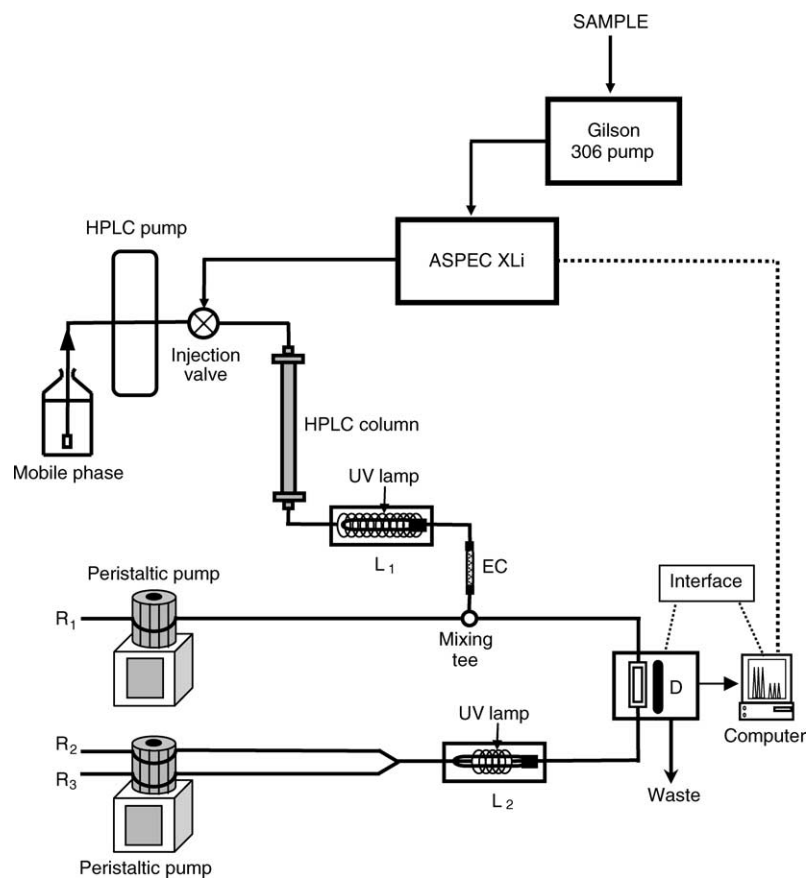 SAMPLE
Gilson
306 pump
HPLC pump
ASPEC XLi
Injection
valve
Mobile phase
HPLC column
UV lamp
L1
EC
Peristaltic pump
R1
Mixing
tee
Interface
D
Computer
UV lamp
R2
R3
L2
Waste
Peristaltic pump